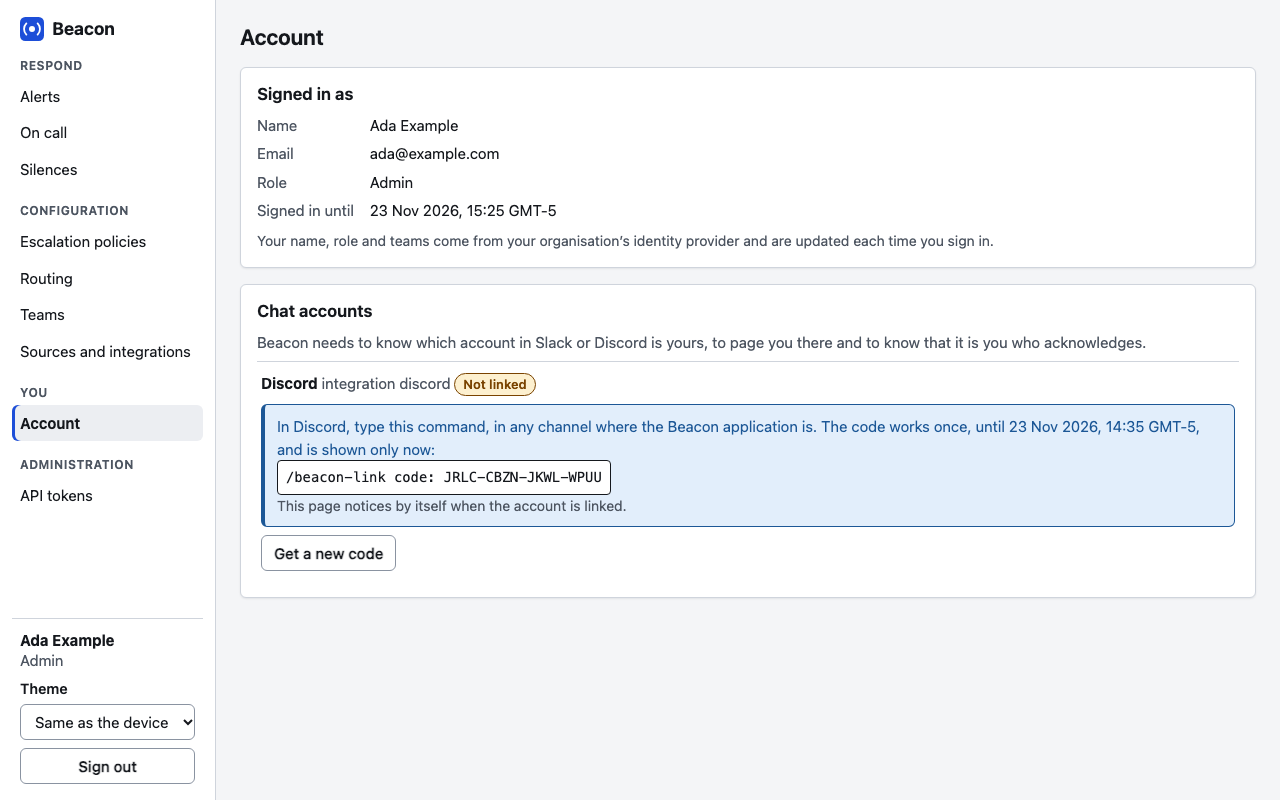 Beacon
RESPOND
Alerts
On call
Silences
CONFIGURATION
Escalation policies
Routing
Teams
Sources and integrations
YOU
Account
ADMINISTRATION
API tokens
Ada Example
Admin
Theme
Same as the device
Sign out
Account
Signed in as
Name Ada Example
Email ada@example.com
Role Admin
Signed in until 23 Nov 2026, 15:25 GMT-5
Your name, role and teams come from your organisation’s identity provider and are updated each time you sign in.
Chat accounts
Beacon needs to know which account in Slack or Discord is yours, to page you there and to know that it is you who acknowledges.
Discord integration discord Not linked
In Discord, type this command, in any channel where the Beacon application is. The code works once, until 23 Nov 2026, 14:35 GMT-5,
and is shown only now:
/beacon-link code: JRLC-CBZN-JKWL-WPUU
This page notices by itself when the account is linked.
Get a new code